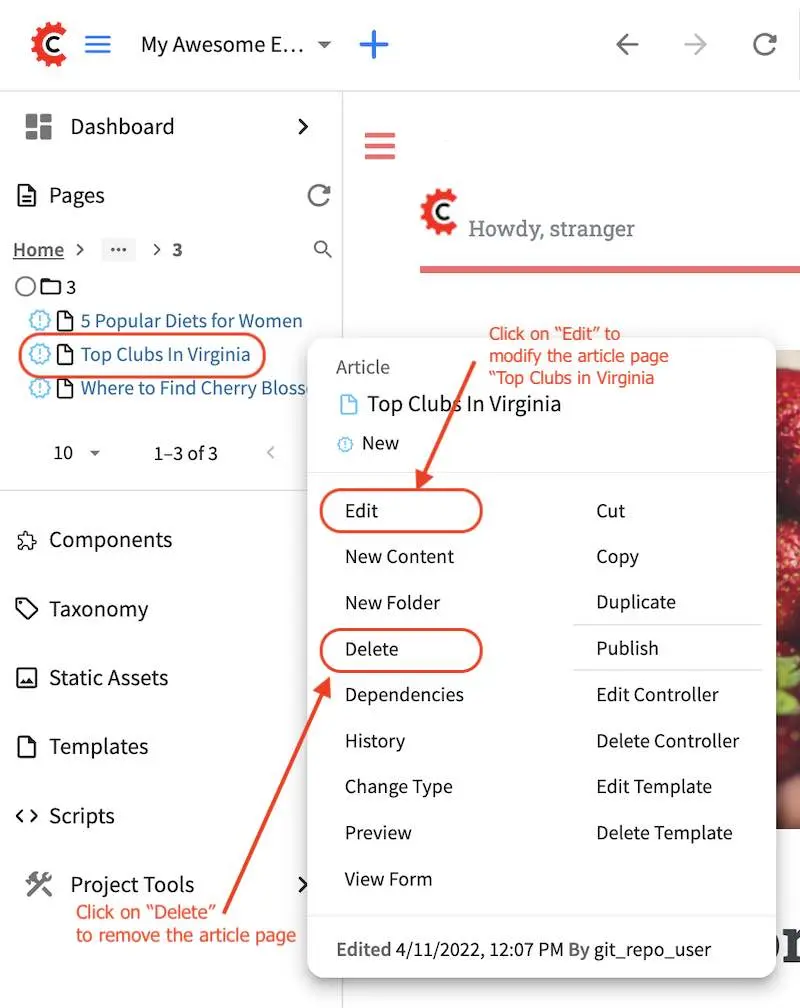 My Awesome E...
Dashboard
Pages
Howdy, stranger
Home > ... > 3
3
5 Popular Diets for Women
Top Clubs In Virginia
Where to Find Cherry Blosso
10
1–3 of 3
Click on “Edit” to
modify the article page
“Top Clubs in Virginia
Article
Top Clubs In Virginia
New
Edit
Cut
New Content
Copy
New Folder
Duplicate
Delete
Publish
Dependencies
Edit Controller
History
Delete Controller
Change Type
Edit Template
Preview
Delete Template
View Form
Edited 4/11/2022, 12:07 PM By git_repo_user
Components
Taxonomy
Static Assets
Templates
Scripts
Project Tools
Click on “Delete”
to remove the article page